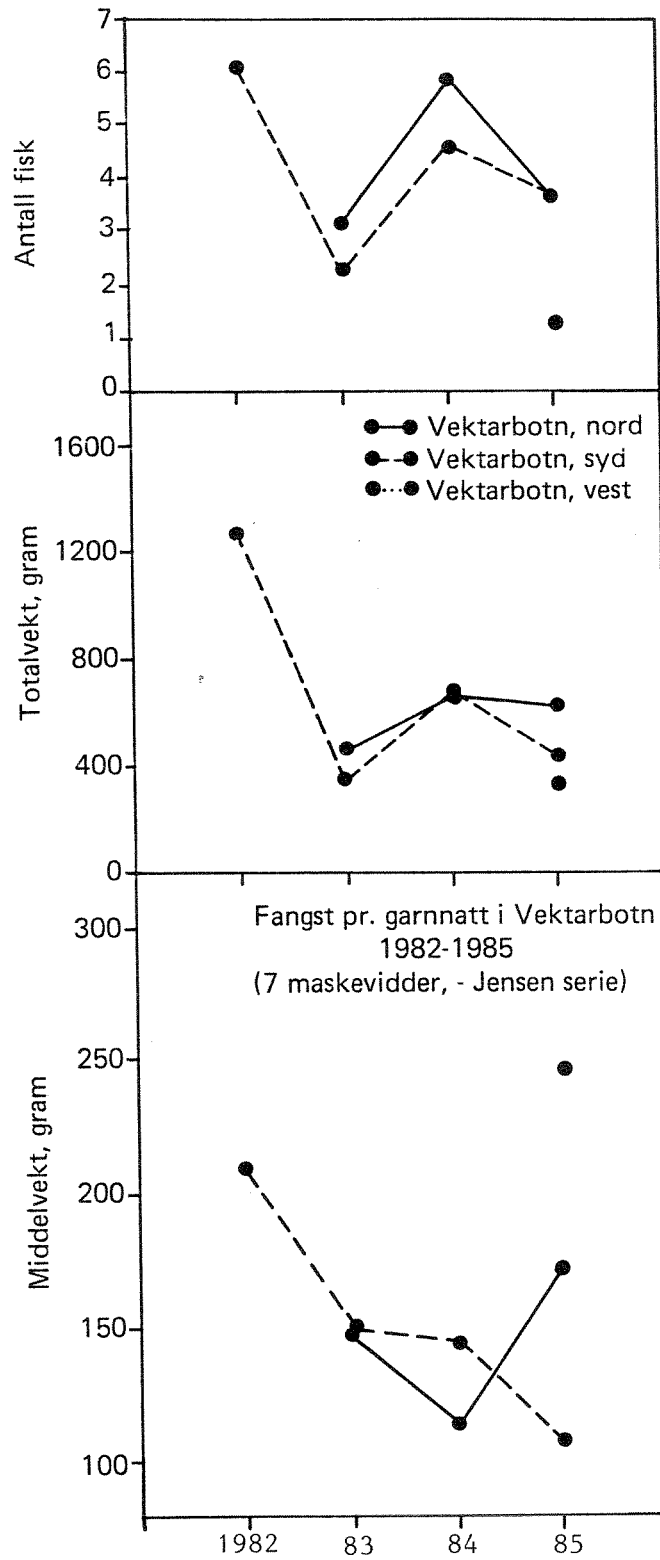 7
6
5
4
3
2
1
0
Antall fisk
1600
1200
800
400
0
Totalvekt, gram
Vektarbotn, nord
Vektarbotn, syd
Vektarbotn, vest
Fangst pr. garnnatt i Vektarbotn
1982-1985
(7 maskevidder, - Jensen serie)
300
250
200
150
100
Middelvekt, gram
1982 83 84 85